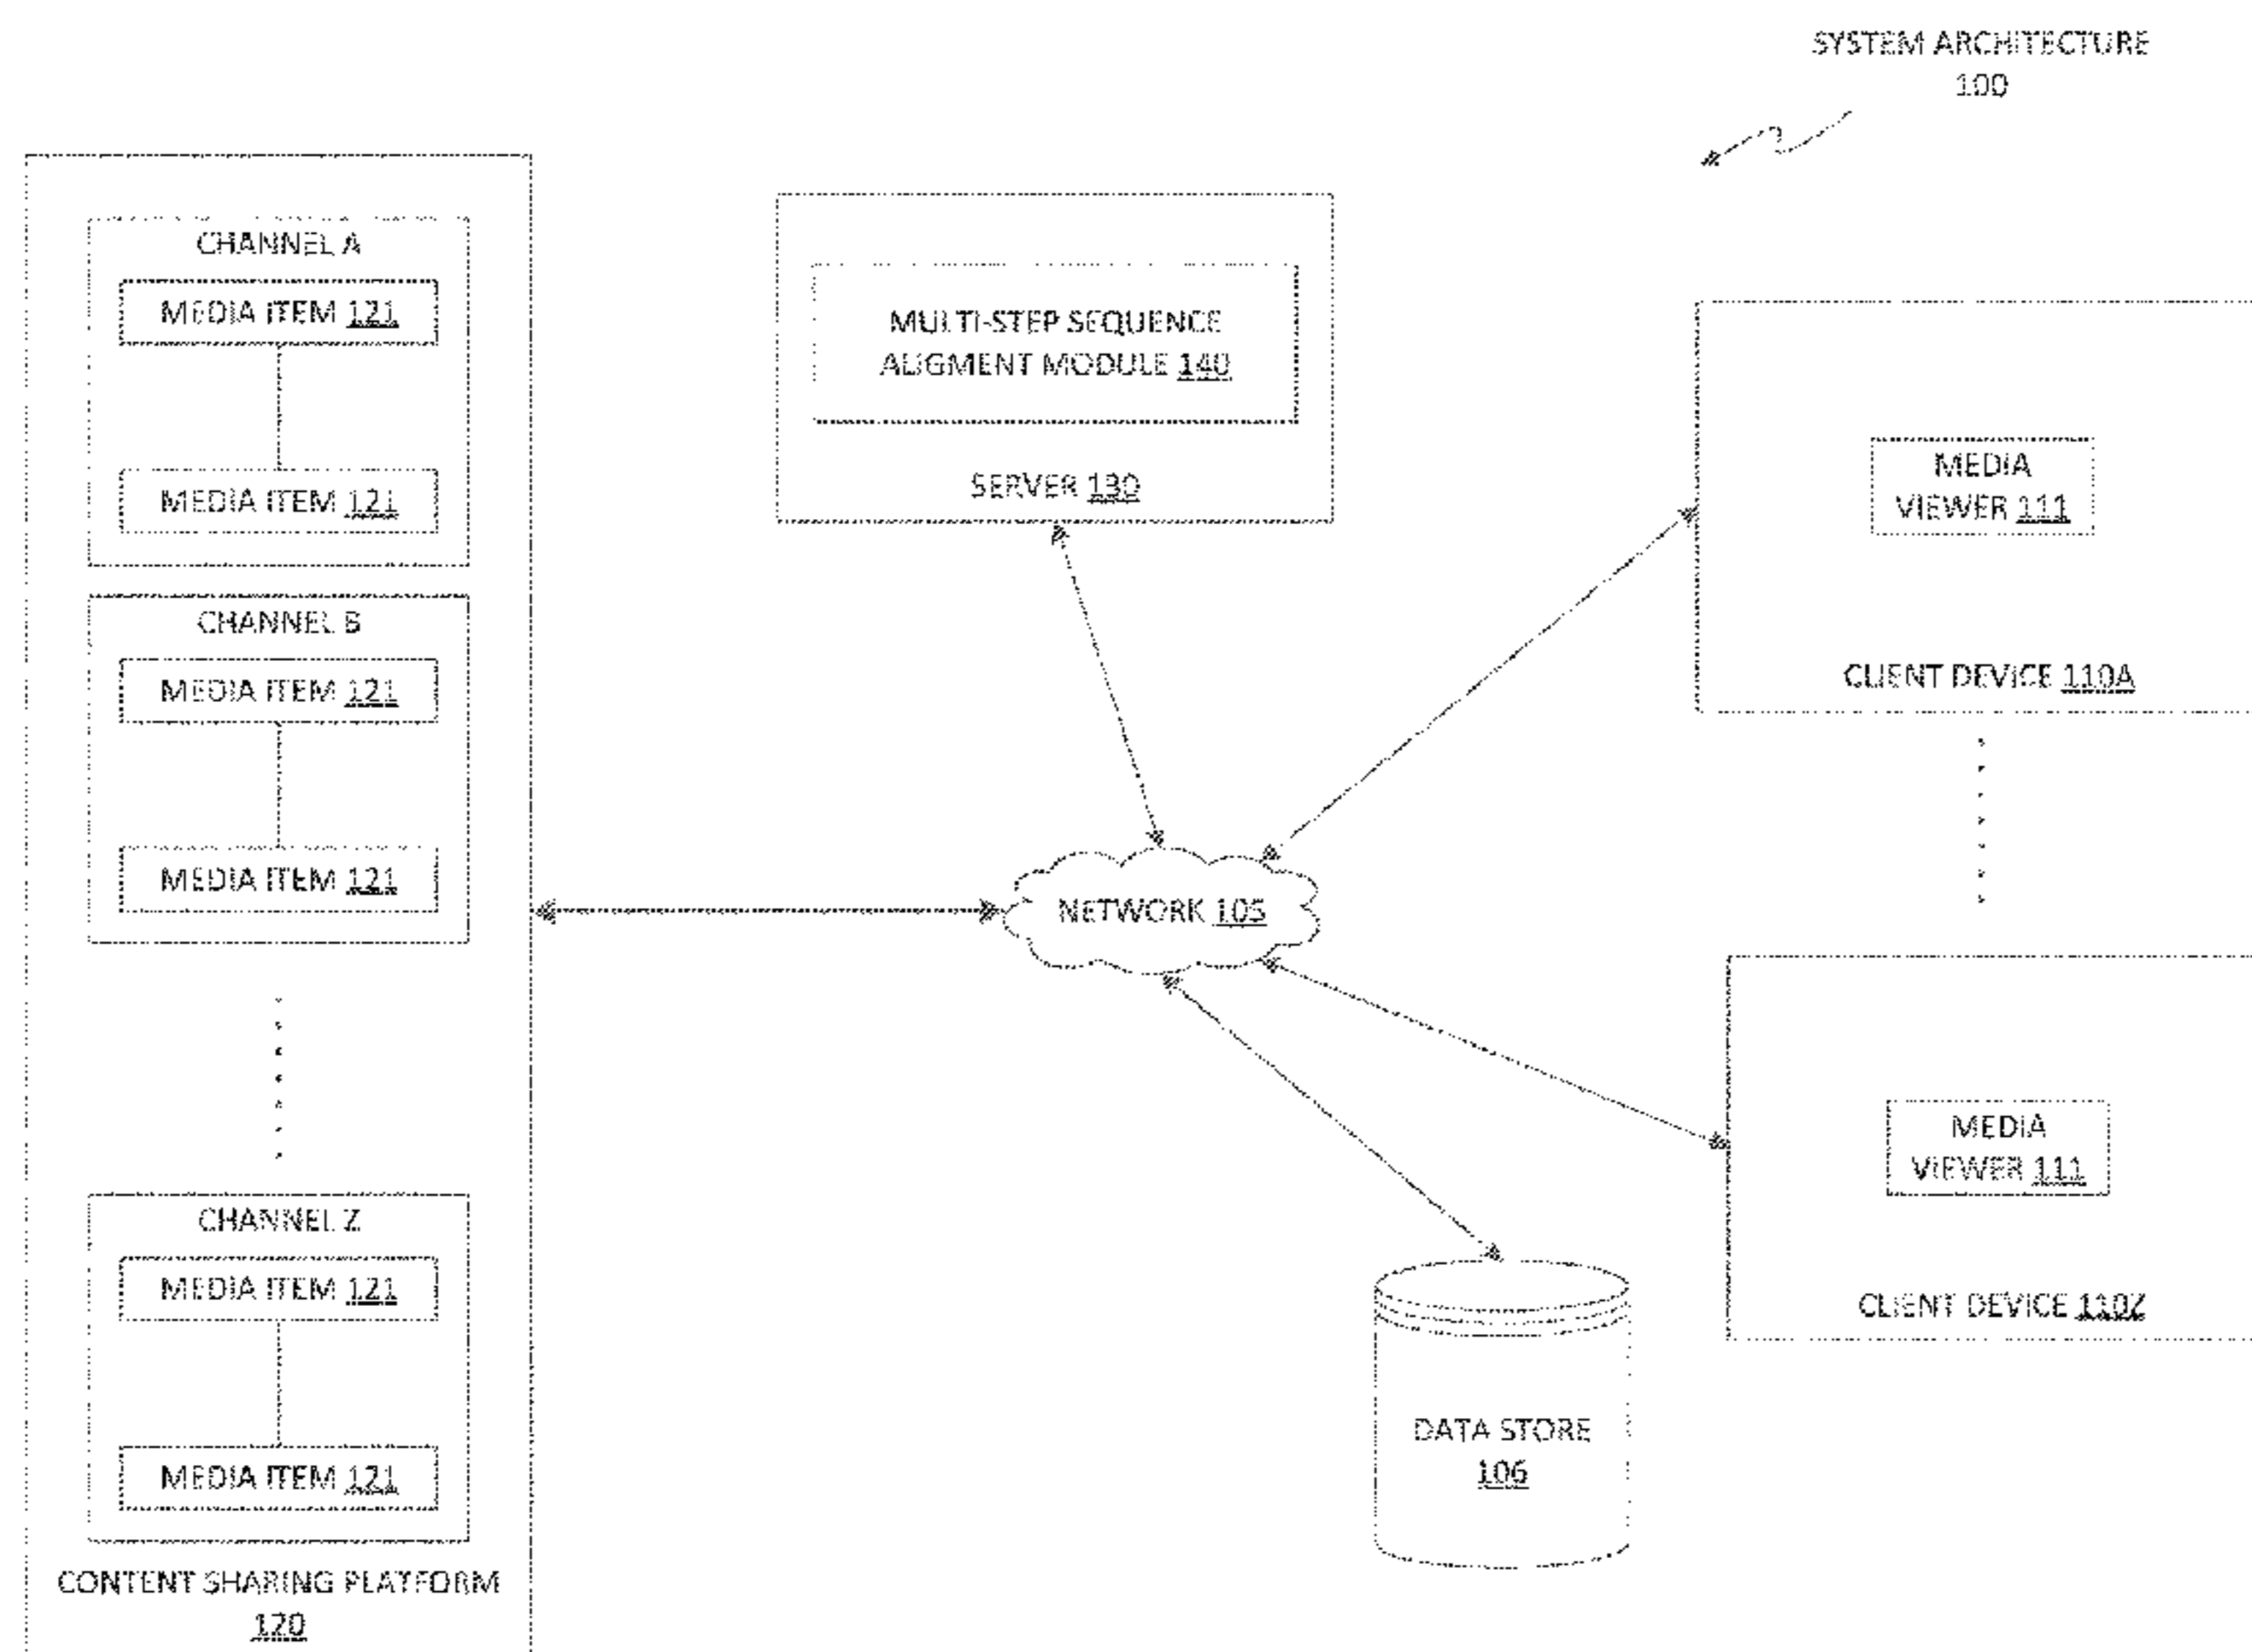 SYSTEM ARCHITECTURE
100
CHANNEL A
MEDIA ITEM 121
MEDIA ITEM 121
CHANNEL B
MEDIA ITEM 121
MEDIA ITEM 121
CHANNEL Z
MEDIA ITEM 121
MEDIA ITEM 121
CONTENT SHARING PLATFORM
120
MULTI-STEP SEQUENCE
AUGMENT MODULE 140
SERVER 130
NETWORK 105
MEDIA
VIEWER 111
CLIENT DEVICE 110A
MEDIA
VIEWER 111
CLIENT DEVICE 110Z
DATA STORE
106